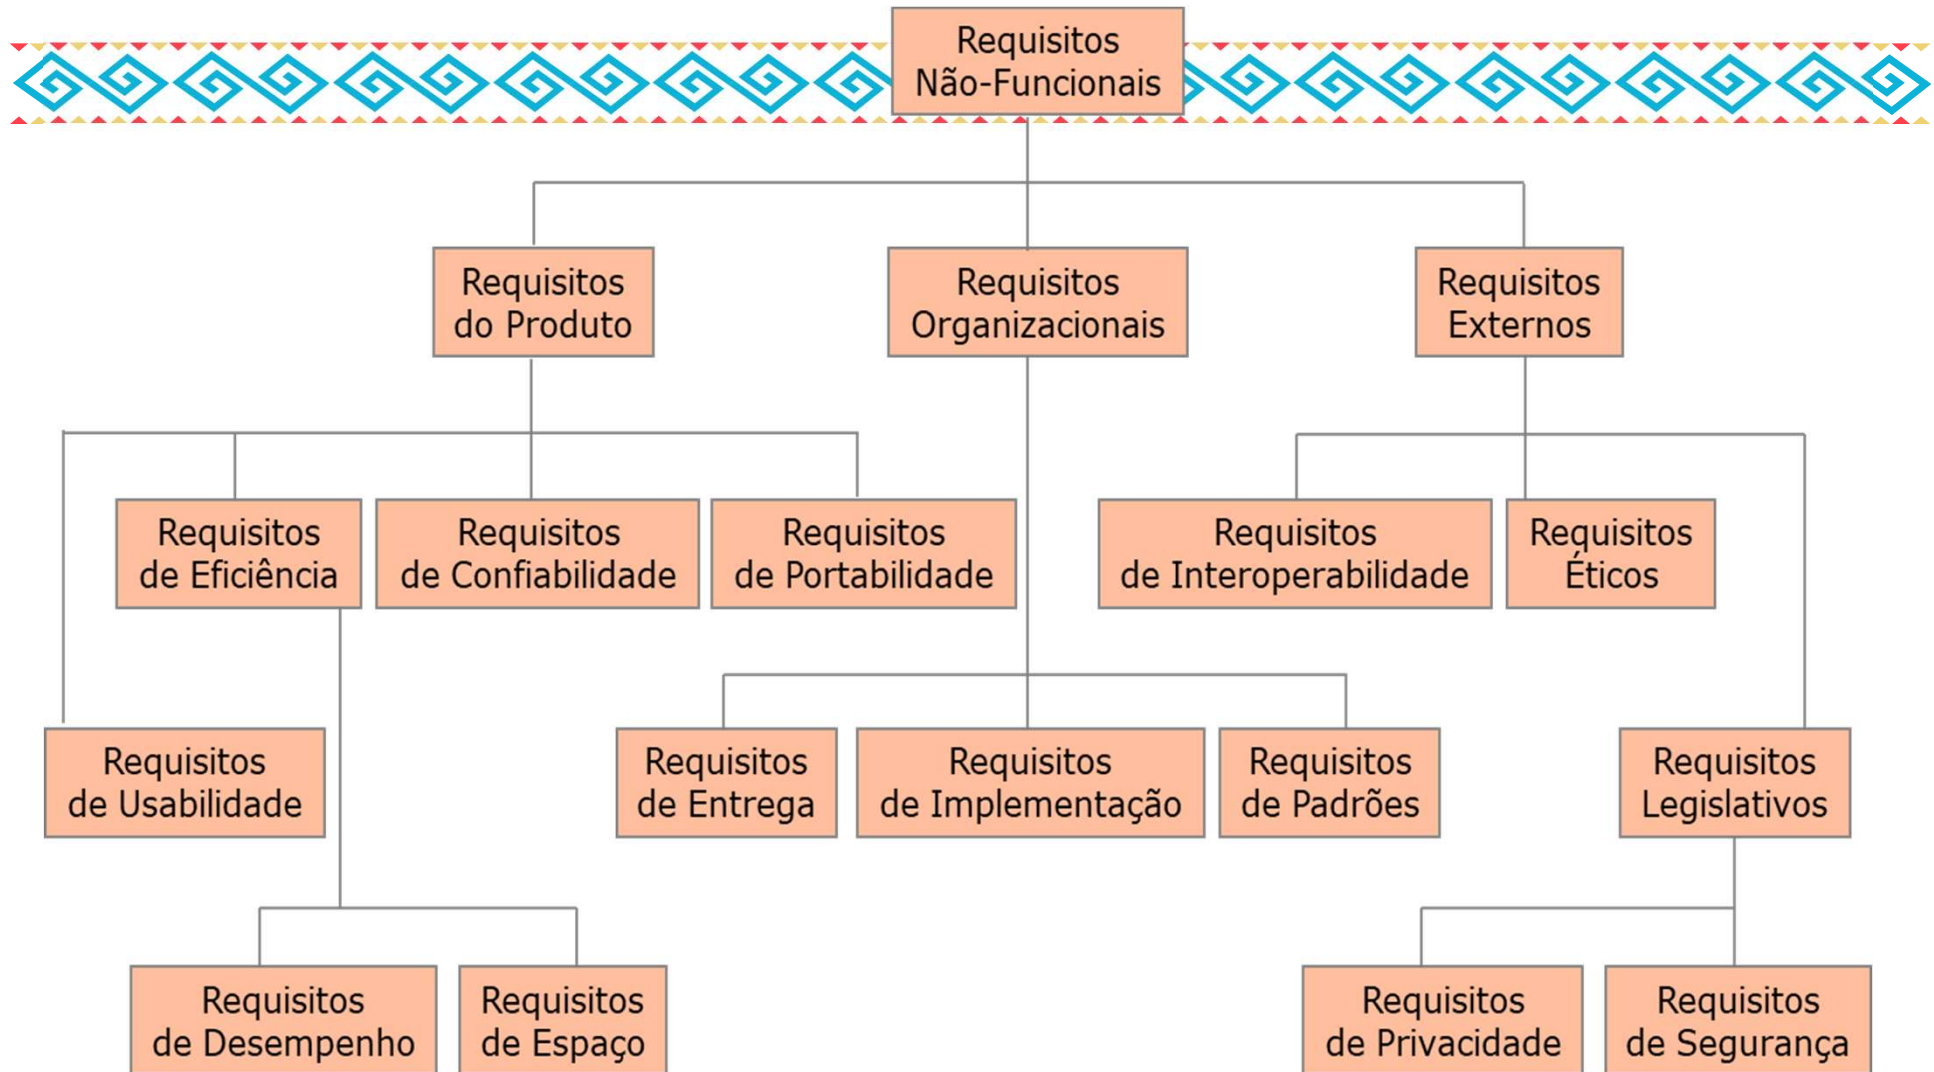 Requisitos
Não-Funcionais
Requisitos
do Produto
Requisitos
Organizacionais
Requisitos
Externos
Requisitos
de Eficiência
Requisitos
de Confiabilidade
Requisitos
de Portabilidade
Requisitos
de Interoperabilidade
Requisitos
Éticos
Requisitos
de Usabilidade
Requisitos
de Entrega
Requisitos
de Implementação
Requisitos
de Padrões
Requisitos
Legislativos
Requisitos
de Desempenho
Requisitos
de Espaço
Requisitos
de Privacidade
Requisitos
de Segurança